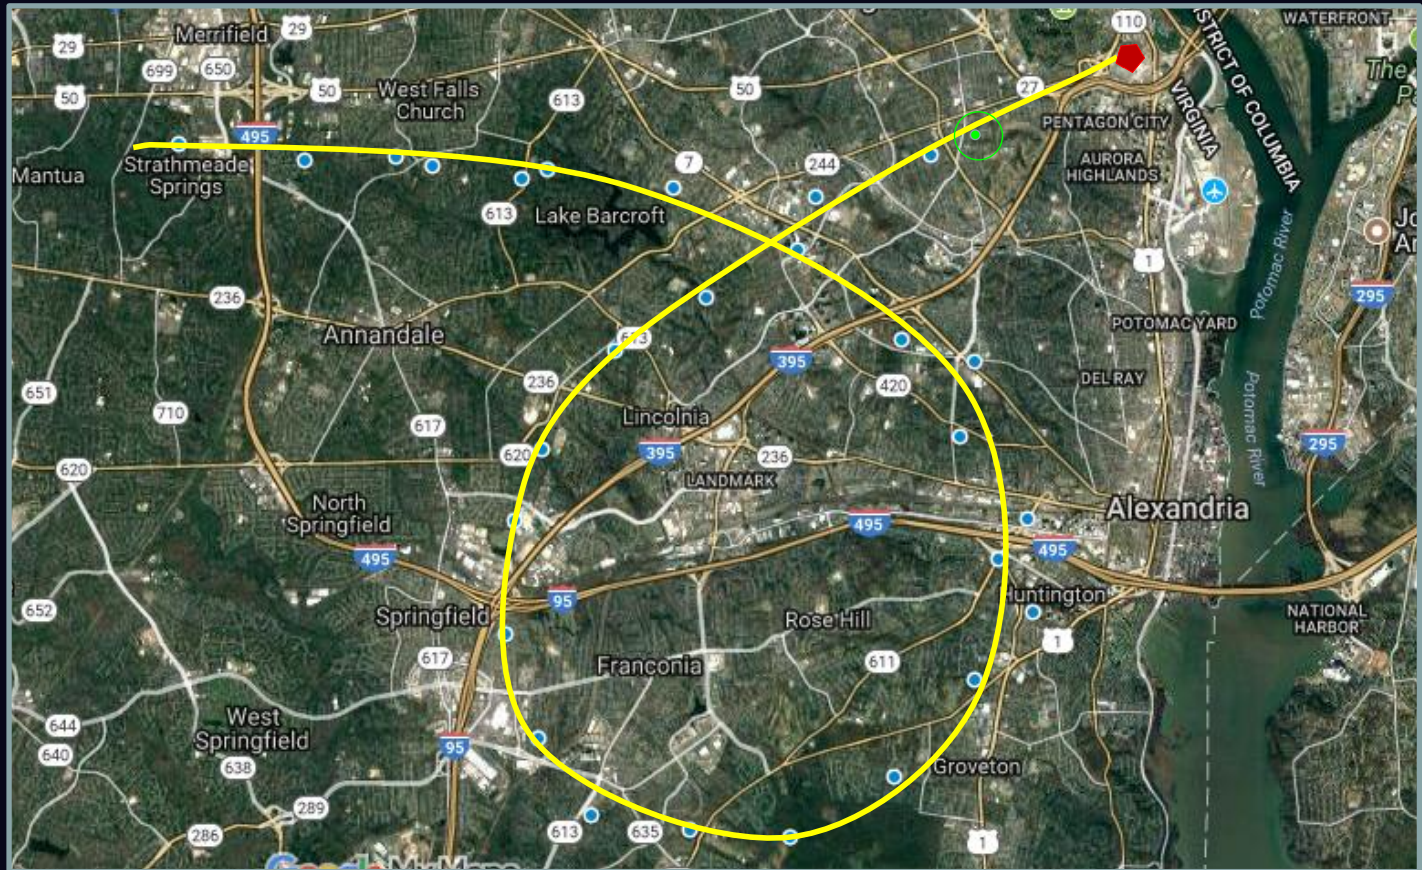 29
Merrifield
29
699
650
50
50
West Falls
Church
613
50
110
27
WATERFRONT
The
DISTRICT OF COLUMBIA
VIRGINIA
PENTAGON CITY
495
Mantua
Strathmeade
Springs
7
244
AURORA
HIGHLANDS
613
Lake Barcroft
1
Potomac River
295
236
Annandale
613
395
POTOMAC YARD
651
710
236
420
DEL RAY
617
Lincolnia
Potomac River
620
620
395
236
295
LANDMARK
North
Springfield
495
Alexandria
495
495
95
652
Springfield
Rose Hill
Huntington
NATIONAL
HARBOR
1
617
Franconia
611
644
West
Springfield
640
638
95
Groveton
289
286
613
635
1
Google My Maps